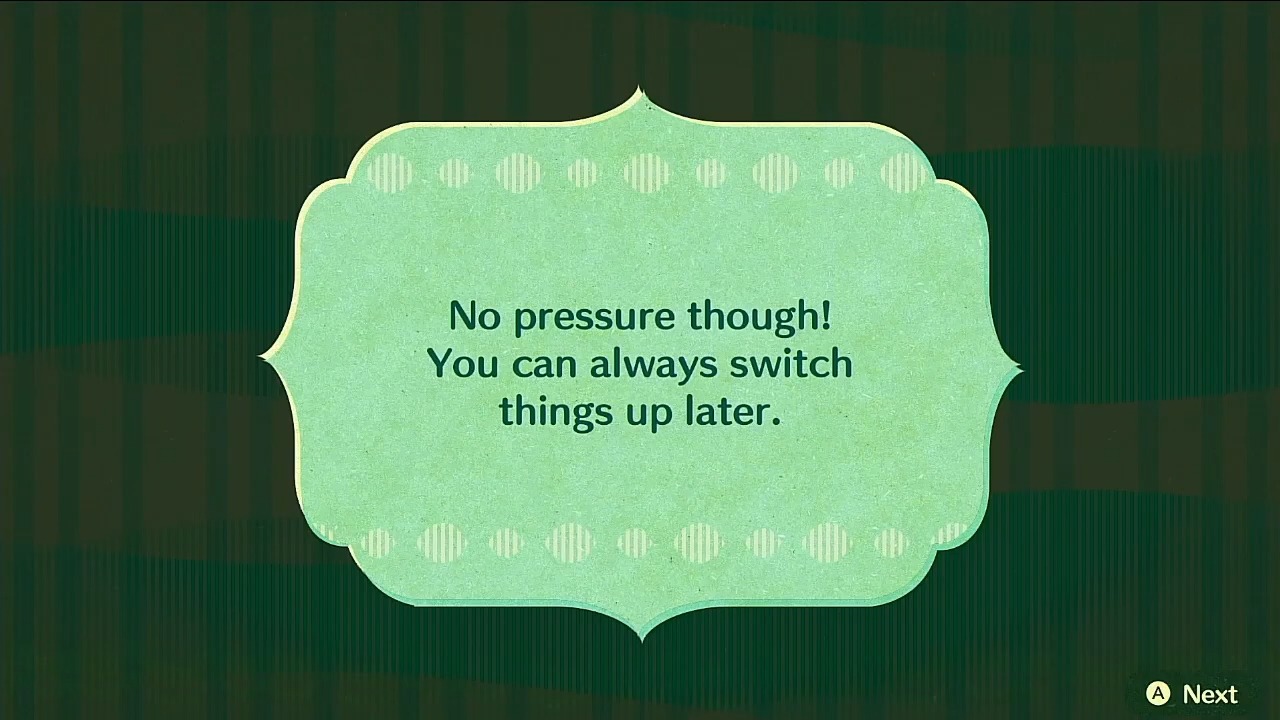 No pressure though!
You can always switch
things up later.
A Next